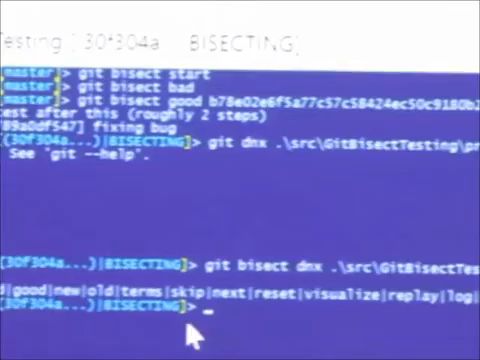 Testing [30f304a BISECTING]
[master]> git bisect start
[master]> git bisect bad
[master]> git bisect good b78e02e6f5a77c57c58424ec50c9180b2
test after this (roughly 2 steps)
89a0df547] fixing bug
(30f304a...)|BISECTING]> git dnx .\src\GitBisectTesting\pr
See 'git --help'.
(30f304a...)|BISECTING]> git bisect dnx .\src\GitBisectTes
d|good|new|old|terms|skip|next|reset|visualize|replay|log|
(30f304a...)|BISECTING]> _